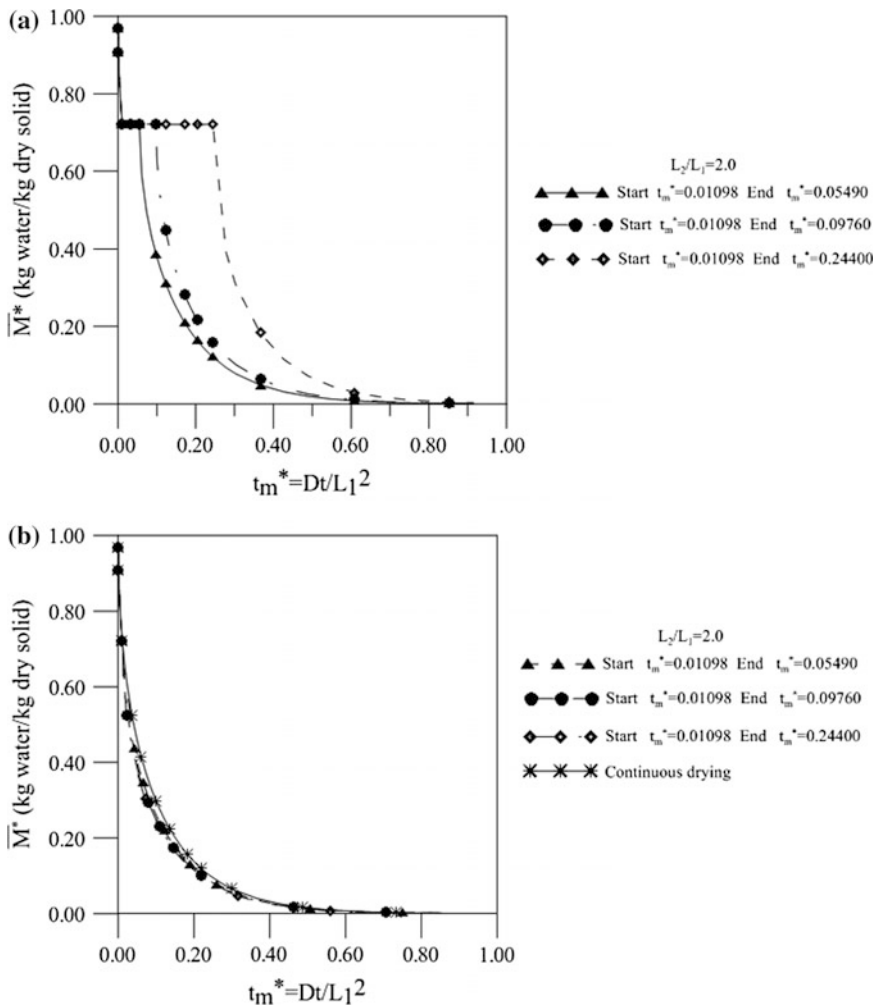 (a)
1.00
0.80
0.60
0.40
0.20
0.00
M* (kg water/kg dry solid)
0.00 0.20 0.40 0.60 0.80 1.00
tm*=Dt/L1²
L2/L1=2.0
Start tm*=0.01098 End tm*=0.05490
Start tm*=0.01098 End tm*=0.09760
Start tm*=0.01098 End tm*=0.24400
(b)
1.00
0.80
0.60
0.40
0.20
0.00
M* (kg water/kg dry solid)
0.00 0.20 0.40 0.60 0.80 1.00
tm*=Dt/L1²
L2/L1=2.0
Start tm*=0.01098 End tm*=0.05490
Start tm*=0.01098 End tm*=0.09760
Start tm*=0.01098 End tm*=0.24400
Continuous drying